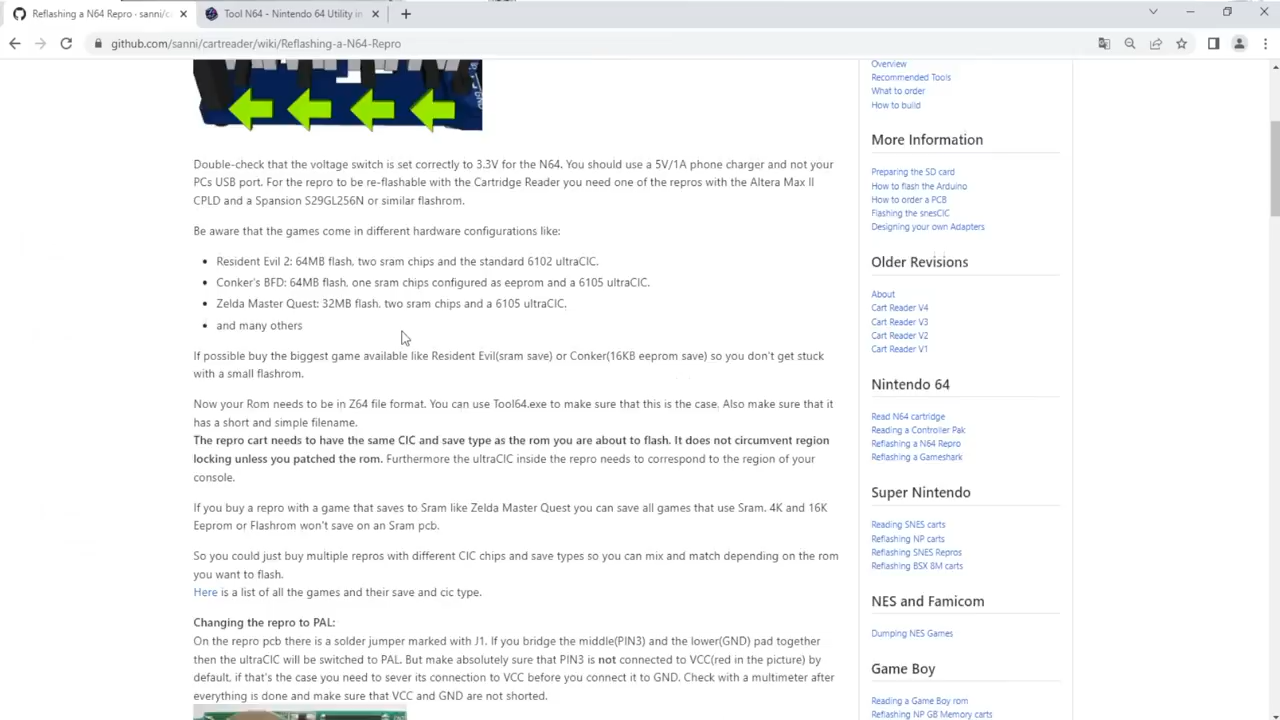 Reflashing a N64 Repro · sanni/c
Tool N64 - Nintendo 64 Utility in
github.com/sanni/cartreader/wiki/Reflashing-a-N64-Repro
Double-check that the voltage switch is set correctly to 3.3V for the N64. You should use a 5V/1A phone charger and not your
PCs USB port. For the repro to be re-flashable with the Cartridge Reader you need one of the repros with the Altera Max II
CPLD and a Spansion S29GL256N or similar flashrom.
Be aware that the games come in different hardware configurations like:
• Resident Evil 2: 64MB flash, two sram chips and the standard 6102 ultraCIC.
• Conker's BFD: 64MB flash, one sram chips configured as eeprom and a 6105 ultraCIC.
• Zelda Master Quest: 32MB flash, two sram chips and a 6105 ultraCIC.
• and many others
If possible buy the biggest game available like Resident Evil(sram save) or Conker(16KB eeprom save) so you don't get stuck
with a small flashrom.
Now your Rom needs to be in Z64 file format. You can use Tool64.exe to make sure that this is the case. Also make sure that it
has a short and simple filename.
The repro cart needs to have the same CIC and save type as the rom you are about to flash. It does not circumvent region
locking unless you patched the rom. Furthermore the ultraCIC inside the repro needs to correspond to the region of your
console.
If you buy a repro with a game that saves to Sram like Zelda Master Quest you can save all games that use Sram. 4K and 16K
Eeprom or Flashrom won't save on an Sram pcb.
So you could just buy multiple repros with different CIC chips and save types so you can mix and match depending on the rom
you want to flash.
Here is a list of all the games and their save and cic type.
Changing the repro to PAL:
On the repro pcb there is a solder jumper marked with J1. If you bridge the middle(PIN3) and the lower(GND) pad together
then the ultraCIC will be switched to PAL. But make absolutely sure that PIN3 is not connected to VCC(red in the picture) by
default, if that's the case you need to sever its connection to VCC before you connect it to GND. Check with a multimeter after
everything is done and make sure that VCC and GND are not shorted.
Overview
Recommended Tools
What to order
How to build
More Information
Preparing the SD card
How to flash the Arduino
How to order a PCB
Flashing the snesCIC
Designing your own Adapters
Older Revisions
About
Cart Reader V4
Cart Reader V3
Cart Reader V2
Cart Reader V1
Nintendo 64
Read N64 cartridge
Reading a Controller Pak
Reflashing a N64 Repro
Reflashing a Gameshark
Super Nintendo
Reading SNES carts
Reflashing NP carts
Reflashing SNES Repros
Reflashing BSX 8M carts
NES and Famicom
Dumping NES Games
Game Boy
Reading a Game Boy rom
Reflashing NP GB Memory carts